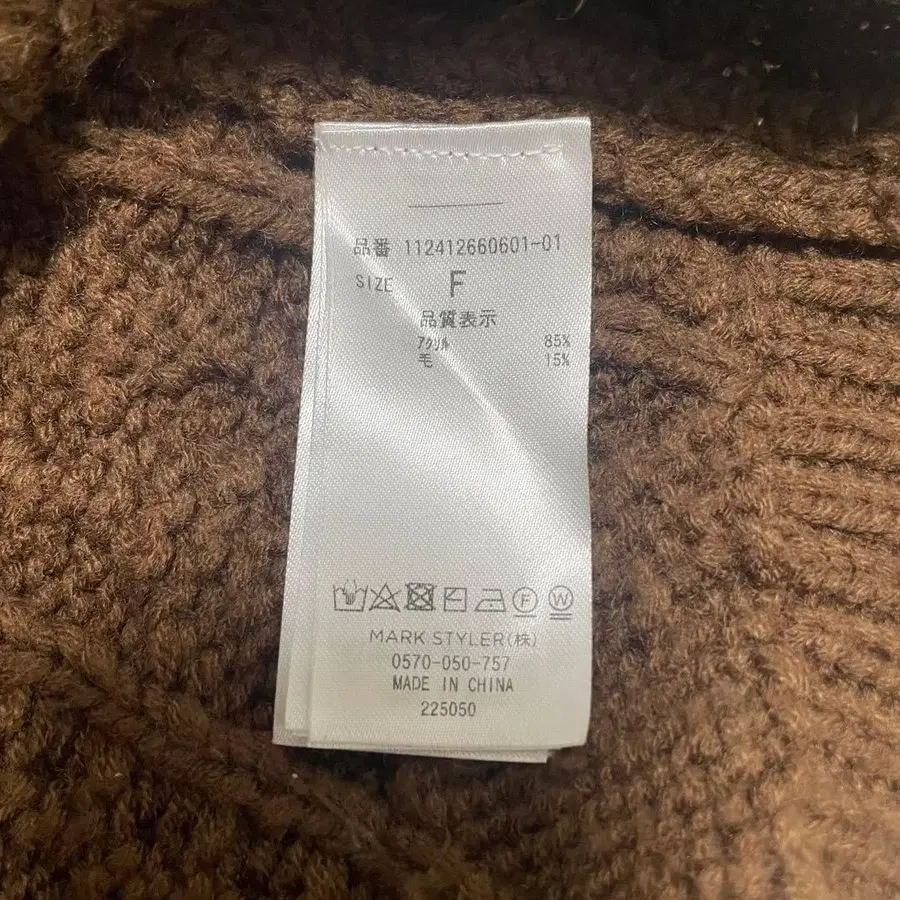 品番 112412660601-01
SIZE F
品質表示
アクリル 85%
毛 15%
F W
MARK STYLER(株)
0570-050-757
MADE IN CHINA
225050